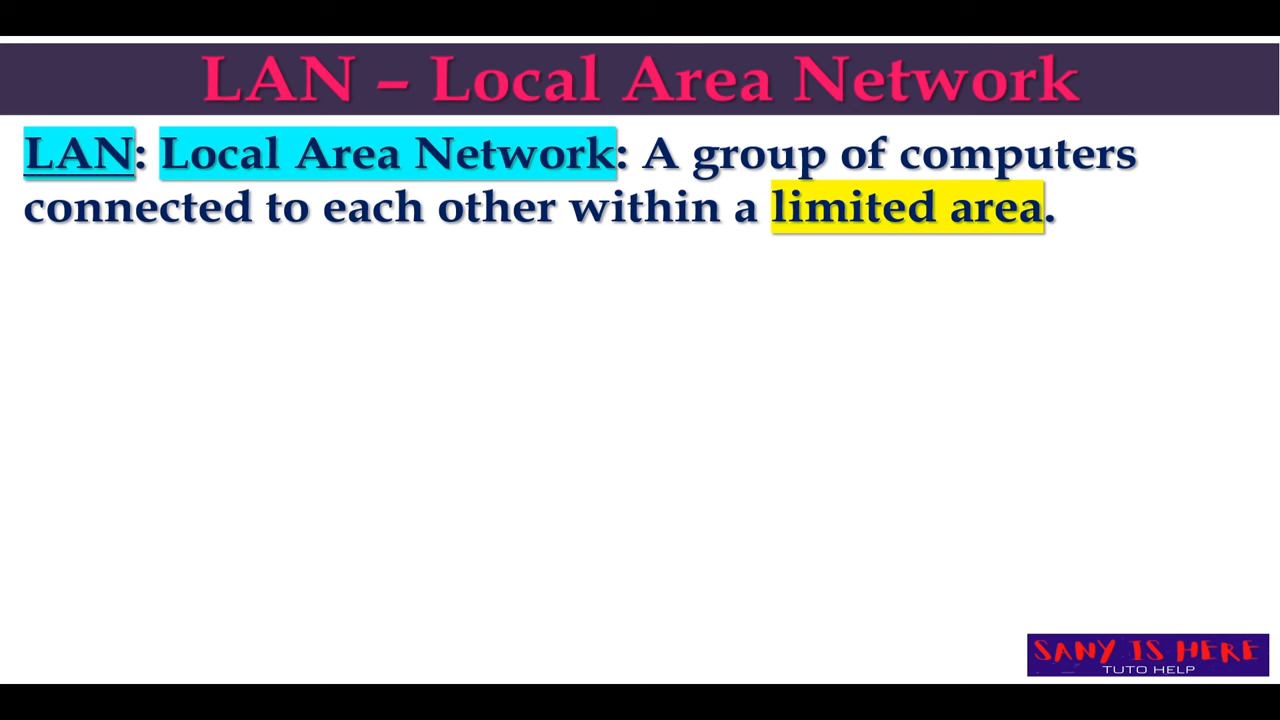 LAN – Local Area Network
LAN: Local Area Network: A group of computers
connected to each other within a limited area.
SANY IS HERE
TUTO HELP